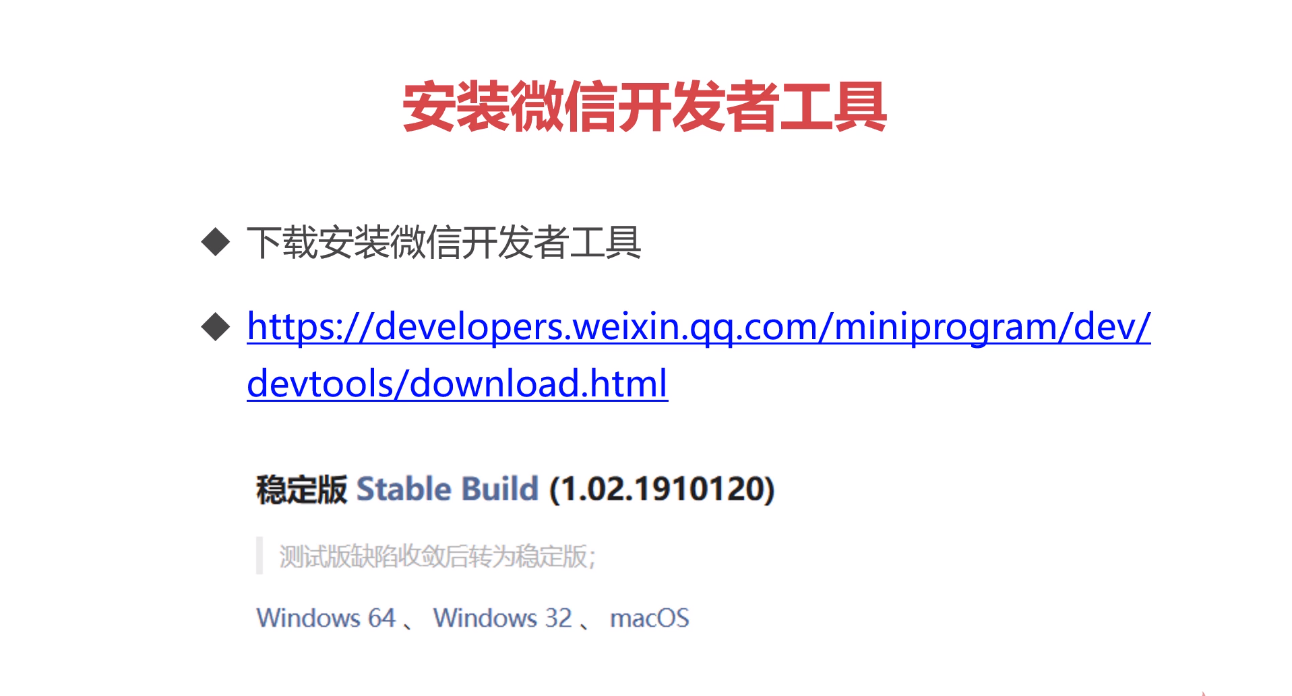 安装微信开发者工具
◆ 下载安装微信开发者工具
◆ https://developers.weixin.qq.com/miniprogram/dev/
devtools/download.html
稳定版 Stable Build (1.02.1910120)
测试版缺陷收敛后转为稳定版;
Windows 64 、 Windows 32 、 macOS